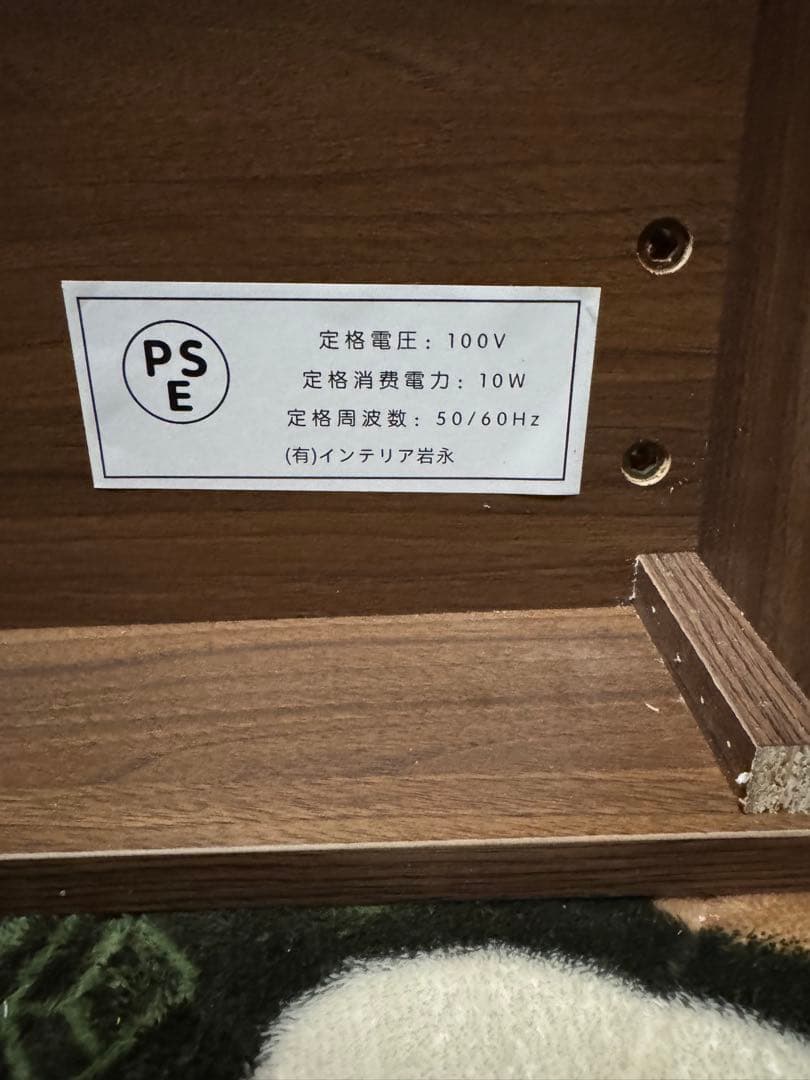 PS
E
定格電圧: 100V
定格消费電力: 10W
定格周波数: 50/60Hz
(有)インテリア岩永